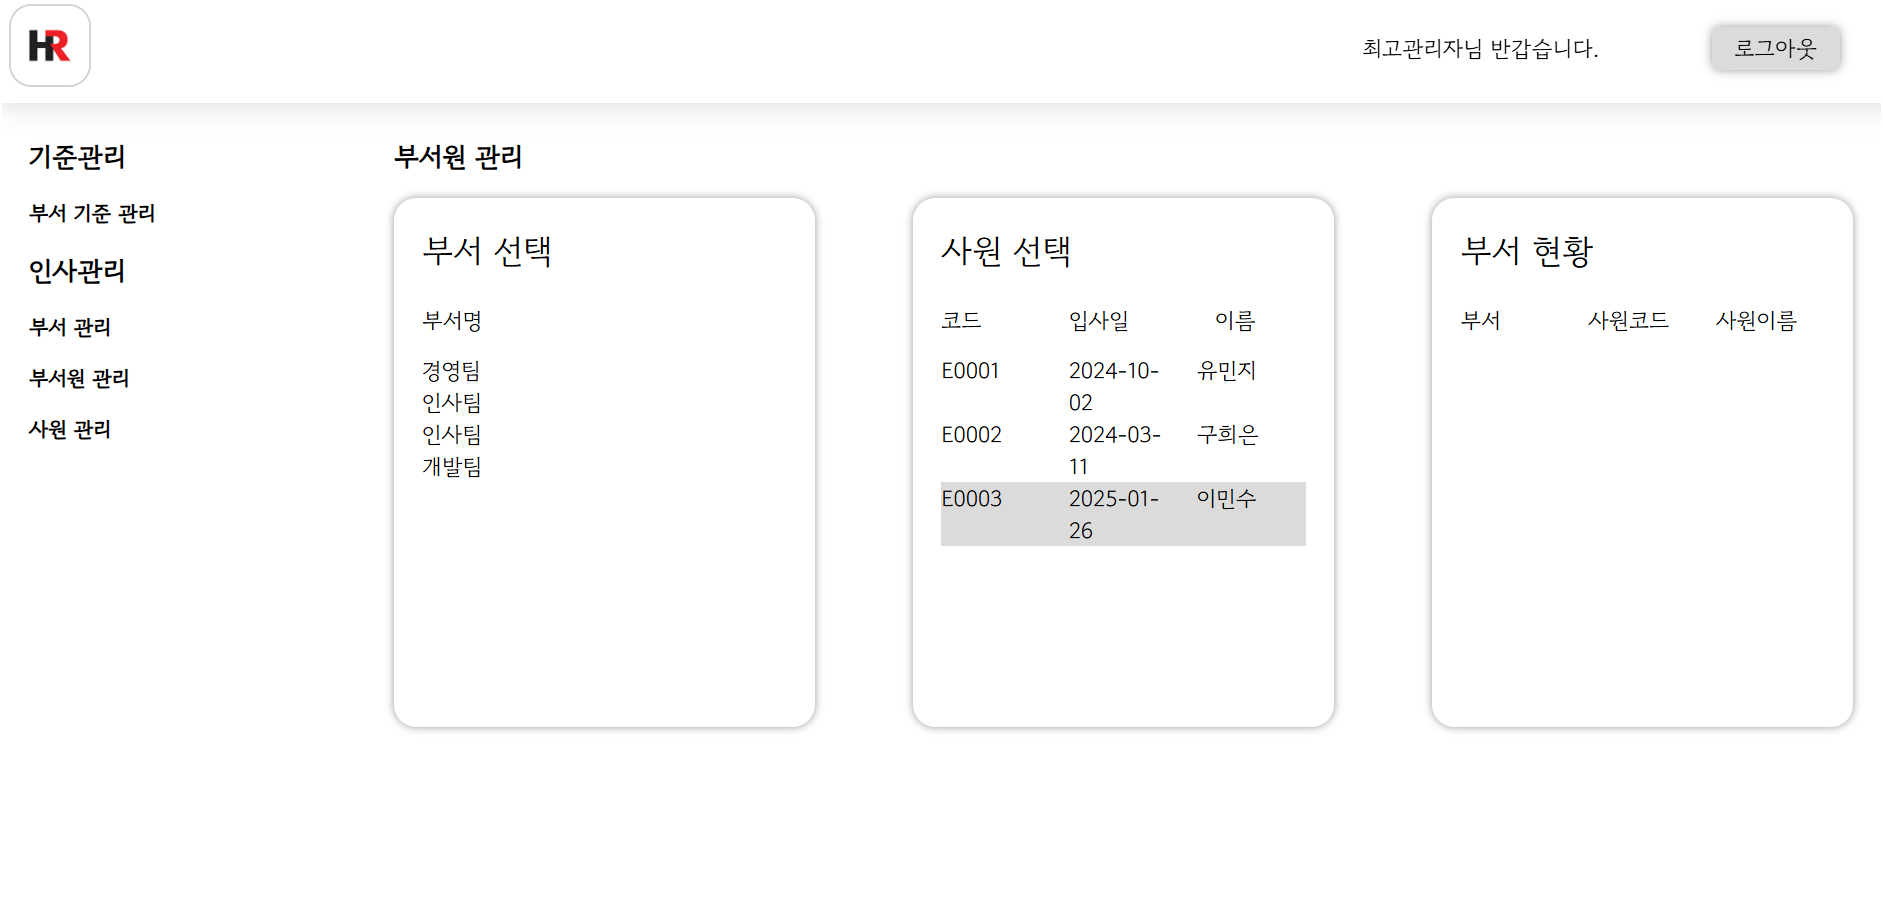 HR
최고관리자님 반갑습니다.
로그아웃
기준관리
부서 기준 관리
인사관리
부서 관리
부서원 관리
사원 관리
부서원 관리
부서 선택
부서명
경영팀
인사팀
인사팀
개발팀
사원 선택
코드 입사일 이름
E0001 2024-10- 유민지
02
E0002 2024-03- 구희은
11
E0003 2025-01- 이민수
26
부서 현황
부서 사원코드 사원이름